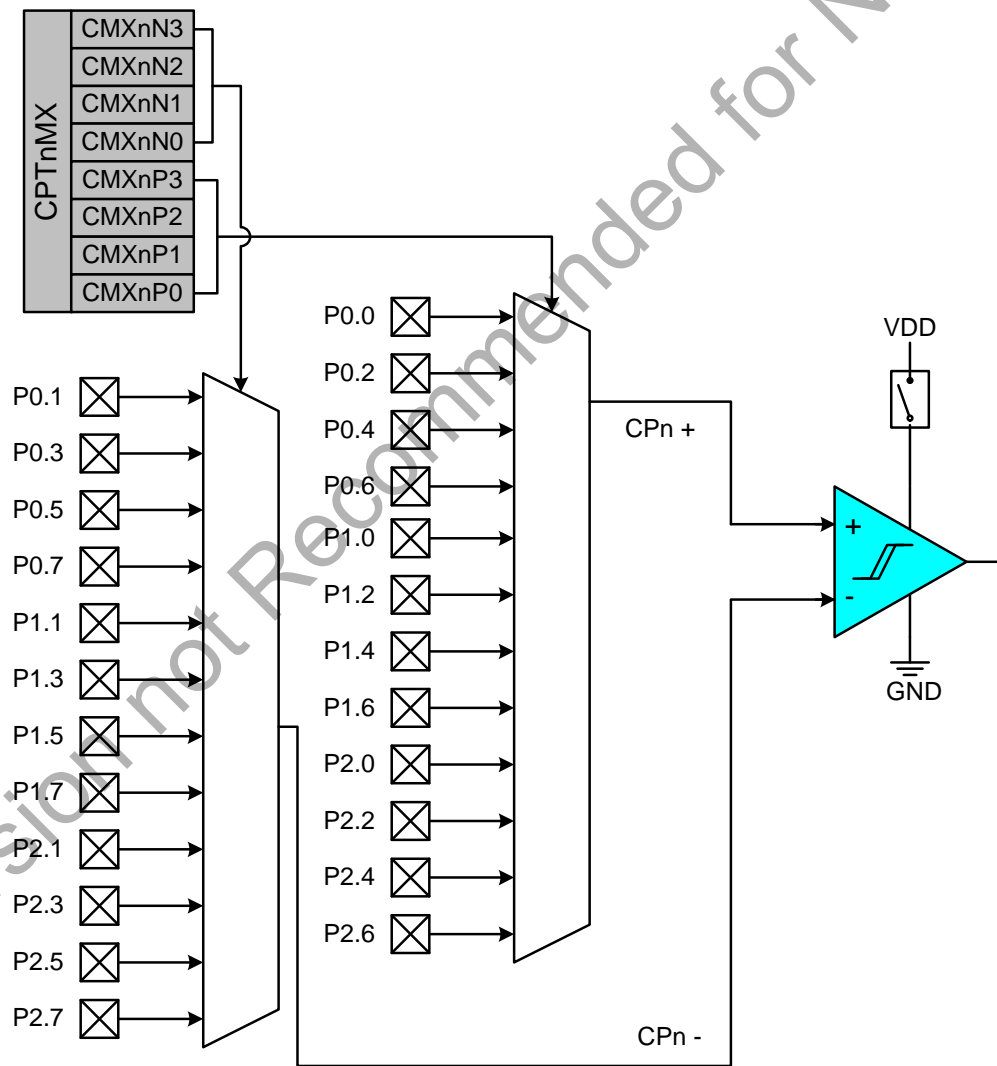 CPTnMX
CMXnN3
CMXnN2
CMXnN1
CMXnN0
CMXnP3
CMXnP2
CMXnP1
CMXnP0
P0.1
P0.3
P0.5
P0.7
P1.1
P1.3
P1.5
P1.7
P2.1
P2.3
P2.5
P2.7
P0.0
P0.2
P0.4
P0.6
P1.0
P1.2
P1.4
P1.6
P2.0
P2.2
P2.4
P2.6
CPn +
CPn -
VDD
+
-
GND
not Recommended for